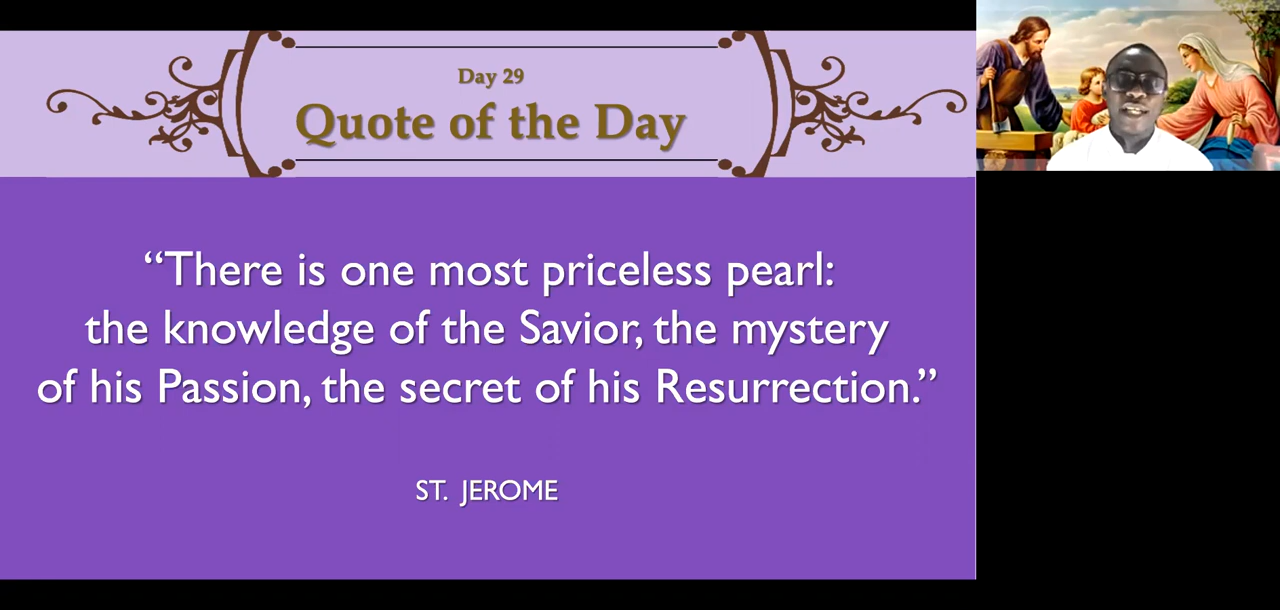 Day 29
Quote of the Day
“There is one most priceless pearl:
the knowledge of the Savior, the mystery
of his Passion, the secret of his Resurrection.”
ST. JEROME